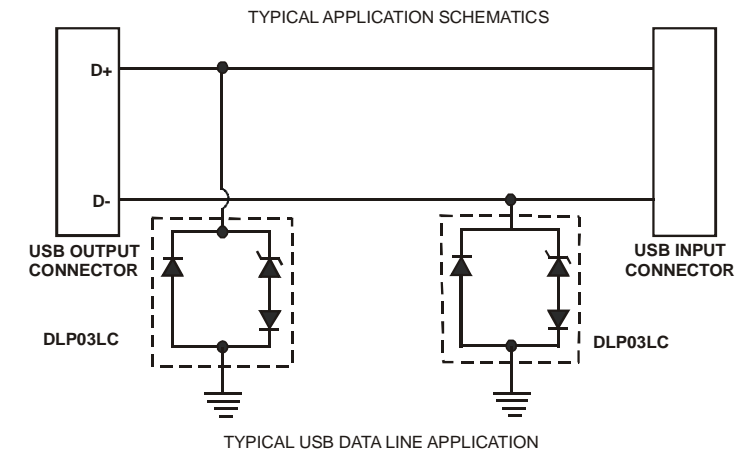 TYPICAL APPLICATION SCHEMATICS
D+
D-
USB OUTPUT
CONNECTOR
USB INPUT
CONNECTOR
DLP03LC
DLP03LC
TYPICAL USB DATA LINE APPLICATION